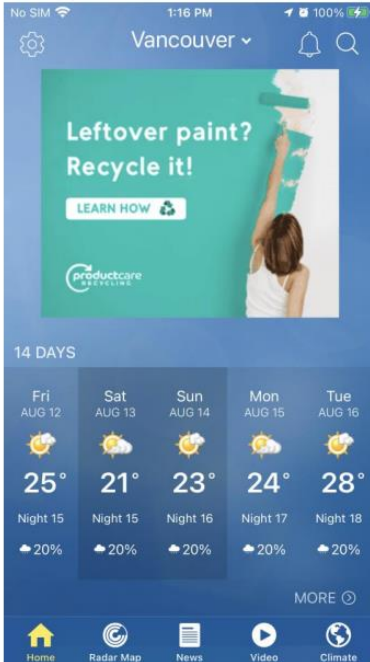 No SIM 1:16 PM 100%
Vancouver
Leftover paint?
Recycle it!
LEARN HOW
productcare
RECYCLING
14 DAYS
Fri Sat Sun Mon Tue
AUG 12 AUG 13 AUG 14 AUG 15 AUG 16
25° 21° 23° 24° 28°
Night 15 Night 15 Night 16 Night 17 Night 18
20% 20% 20% 20% 20%
MORE
Home Radar Map News Video Climate